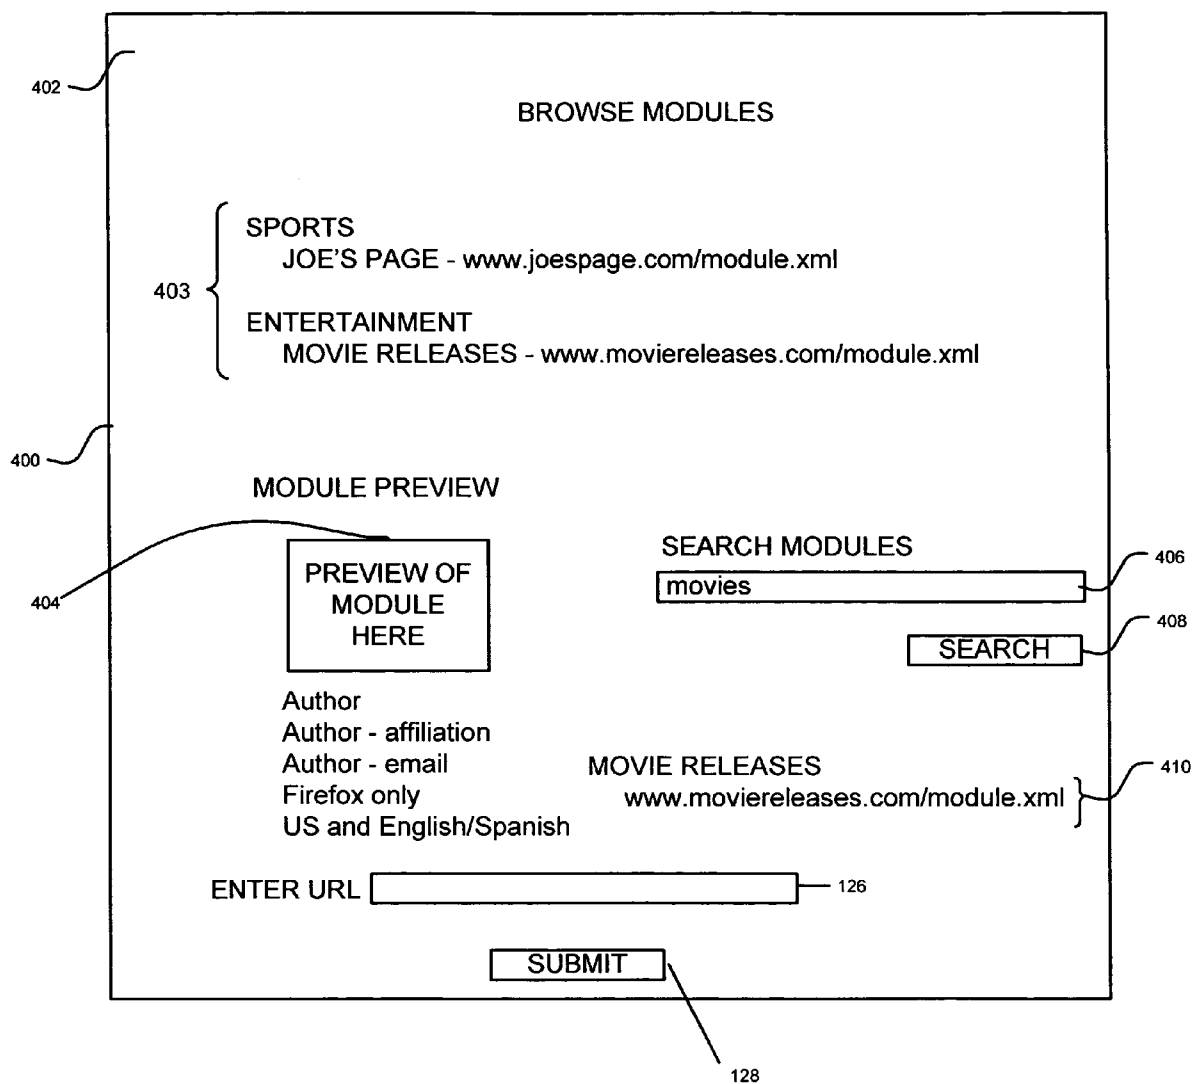 402
BROWSE MODULES
403
SPORTS
JOE'S PAGE - www.joespage.com/module.xml
ENTERTAINMENT
MOVIE RELEASES - www.moviereleases.com/module.xml
400
MODULE PREVIEW
404
PREVIEW OF
MODULE
HERE
SEARCH MODULES
406
movies
408
SEARCH
Author
Author - affiliation
Author - email
Firefox only
US and English/Spanish
MOVIE RELEASES
www.moviereleases.com/module.xml
410
ENTER URL
126
SUBMIT
128